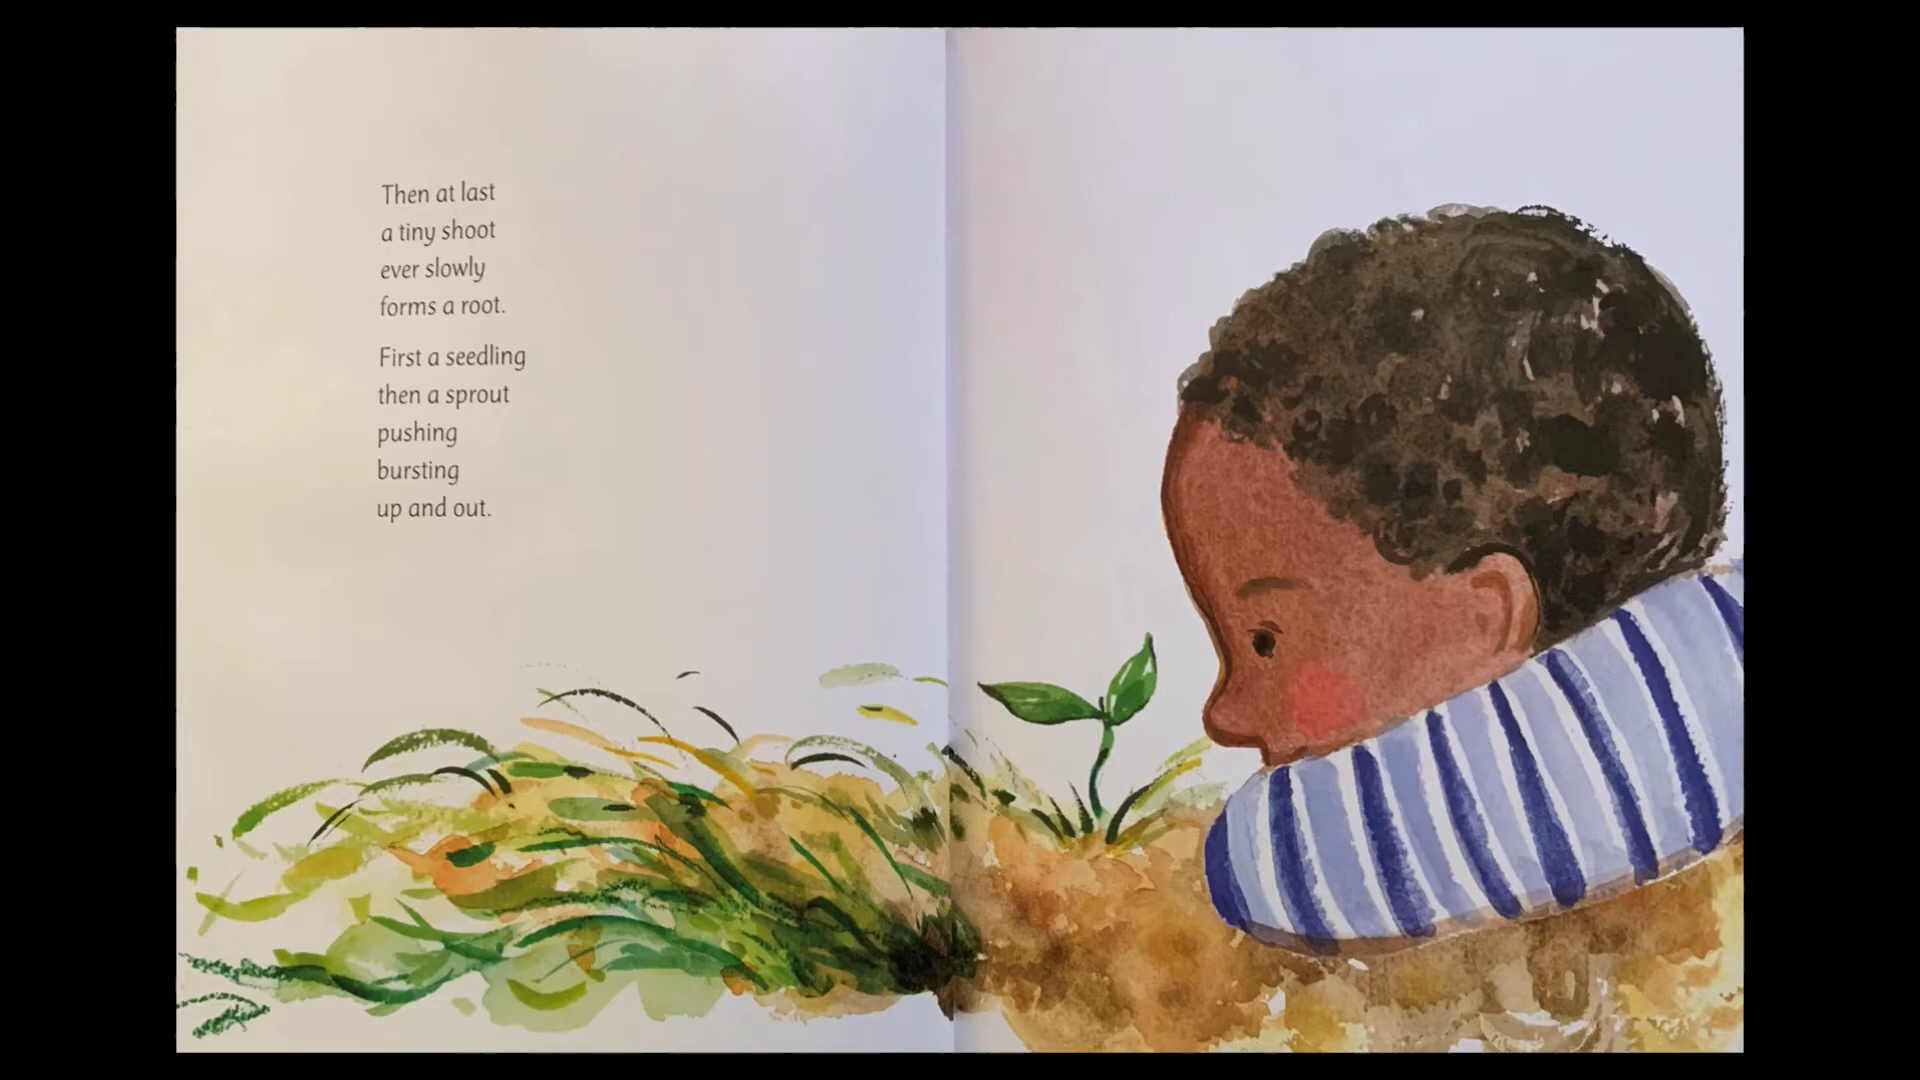 Then at last
a tiny shoot
ever slowly
forms a root.
First a seedling
then a sprout
pushing
bursting
up and out.